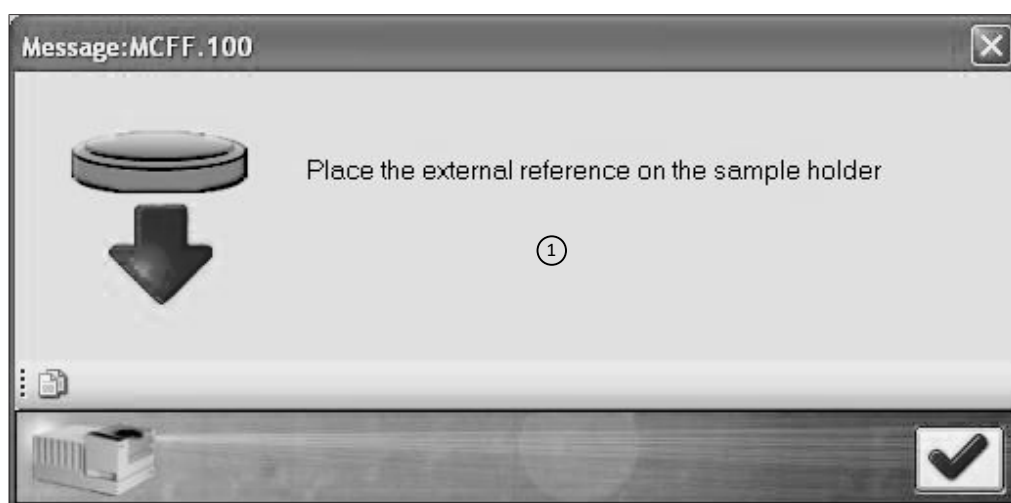 Message:MCFF.100
Place the external reference on the sample holder
1